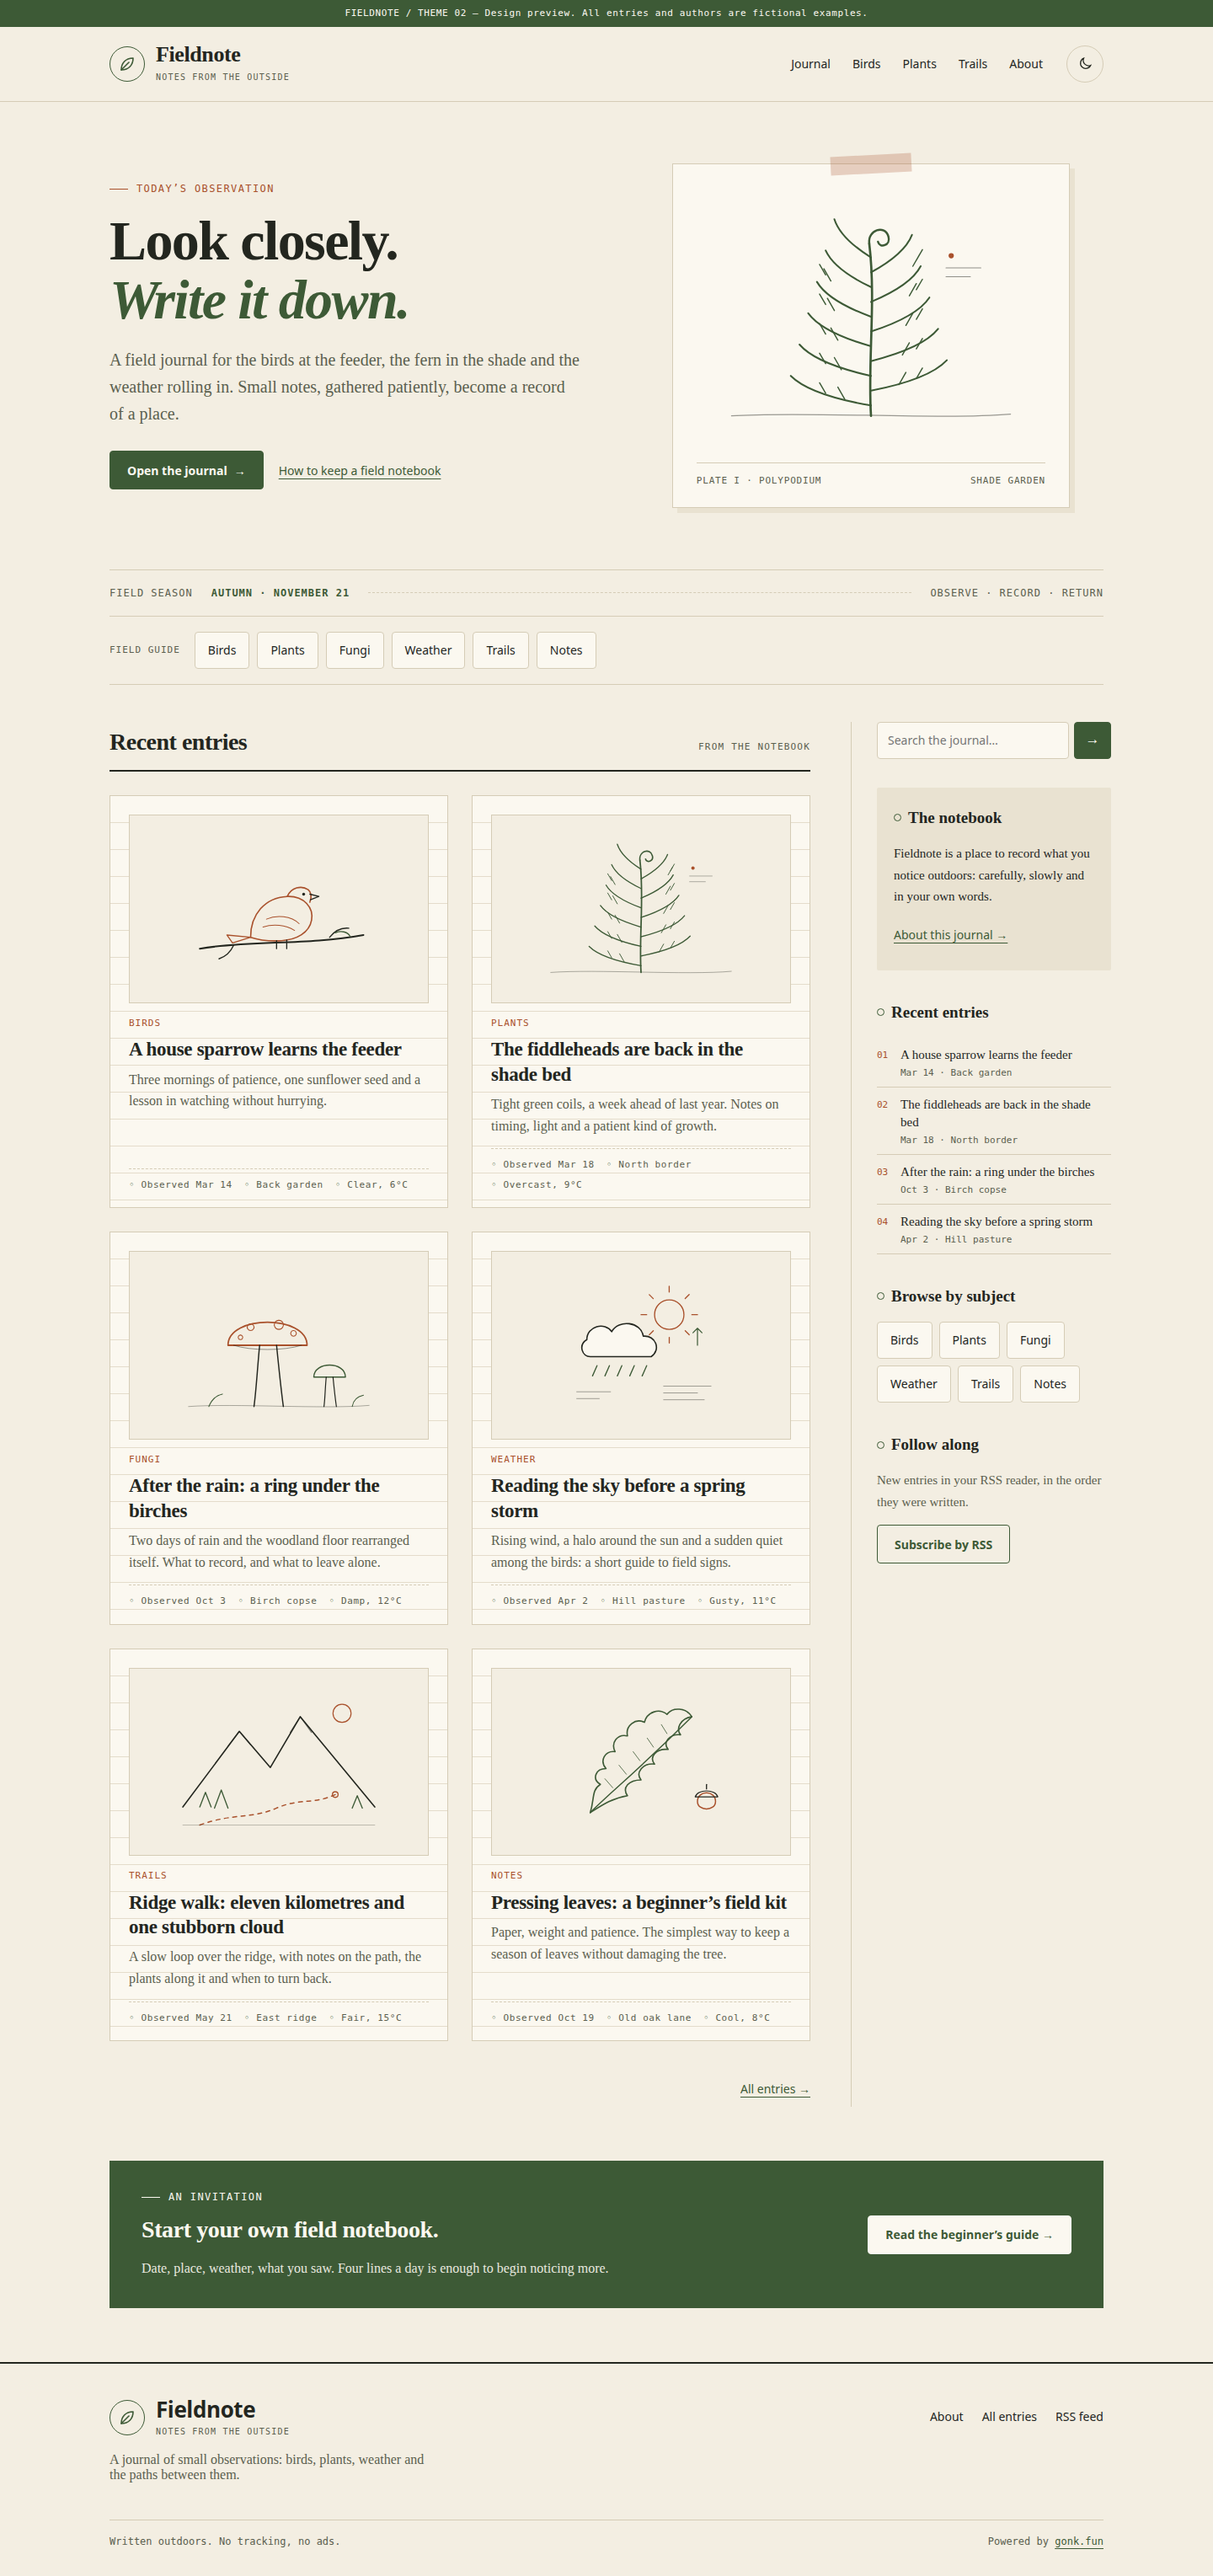 FIELDNOTE / THEME 02 — Design preview. All entries and authors are fictional examples.
Fieldnote
NOTES FROM THE OUTSIDE
Journal Birds Plants Trails About
TODAY’S OBSERVATION
Look closely.
Write it down.
A field journal for the birds at the feeder, the fern in the shade and the
weather rolling in. Small notes, gathered patiently, become a record
of a place.
Open the journal →
How to keep a field notebook
PLATE I · POLYPODIUM
SHADE GARDEN
FIELD SEASON AUTUMN · NOVEMBER 21
OBSERVE · RECORD · RETURN
FIELD GUIDE Birds Plants Fungi Weather Trails Notes
Recent entries
FROM THE NOTEBOOK
BIRDS
A house sparrow learns the feeder
Three mornings of patience, one sunflower seed and a
lesson in watching without hurrying.
◦ Observed Mar 14 ◦ Back garden ◦ Clear, 6°C
PLANTS
The fiddleheads are back in the
shade bed
Tight green coils, a week ahead of last year. Notes on
timing, light and a patient kind of growth.
◦ Observed Mar 18 ◦ North border
◦ Overcast, 9°C
FUNGI
After the rain: a ring under the
birches
Two days of rain and the woodland floor rearranged
itself. What to record, and what to leave alone.
◦ Observed Oct 3 ◦ Birch copse ◦ Damp, 12°C
WEATHER
Reading the sky before a spring
storm
Rising wind, a halo around the sun and a sudden quiet
among the birds: a short guide to field signs.
◦ Observed Apr 2 ◦ Hill pasture ◦ Gusty, 11°C
TRAILS
Ridge walk: eleven kilometres and
one stubborn cloud
A slow loop over the ridge, with notes on the path, the
plants along it and when to turn back.
◦ Observed May 21 ◦ East ridge ◦ Fair, 15°C
NOTES
Pressing leaves: a beginner’s field kit
Paper, weight and patience. The simplest way to keep a
season of leaves without damaging the tree.
◦ Observed Oct 19 ◦ Old oak lane ◦ Cool, 8°C
All entries →
Search the journal…
→
The notebook
Fieldnote is a place to record what you
notice outdoors: carefully, slowly and
in your own words.
About this journal →
Recent entries
01 A house sparrow learns the feeder
Mar 14 · Back garden
02 The fiddleheads are back in the shade
bed
Mar 18 · North border
03 After the rain: a ring under the birches
Oct 3 · Birch copse
04 Reading the sky before a spring storm
Apr 2 · Hill pasture
Browse by subject
Birds Plants Fungi
Weather Trails Notes
Follow along
New entries in your RSS reader, in the order
they were written.
Subscribe by RSS
AN INVITATION
Start your own field notebook.
Date, place, weather, what you saw. Four lines a day is enough to begin noticing more.
Read the beginner’s guide →
Fieldnote
NOTES FROM THE OUTSIDE
A journal of small observations: birds, plants, weather and
the paths between them.
About All entries RSS feed
Written outdoors. No tracking, no ads.
Powered by gonk.fun